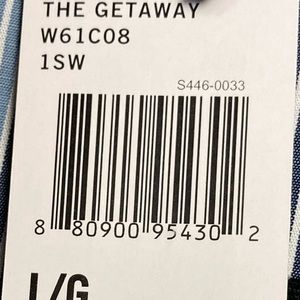 THE GETAWAY
W61C08
1SW
S446-0033
8 80900 95430 2
L/G